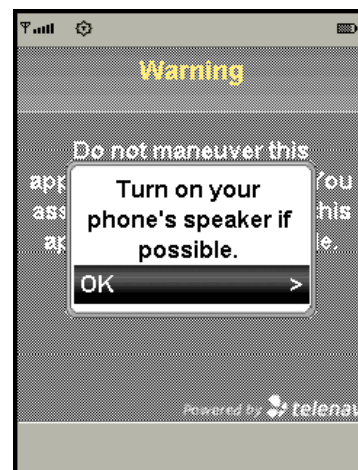 Warning
Do not maneuver this
Turn on your
phone's speaker if
possible.
OK >
Powered by telenav